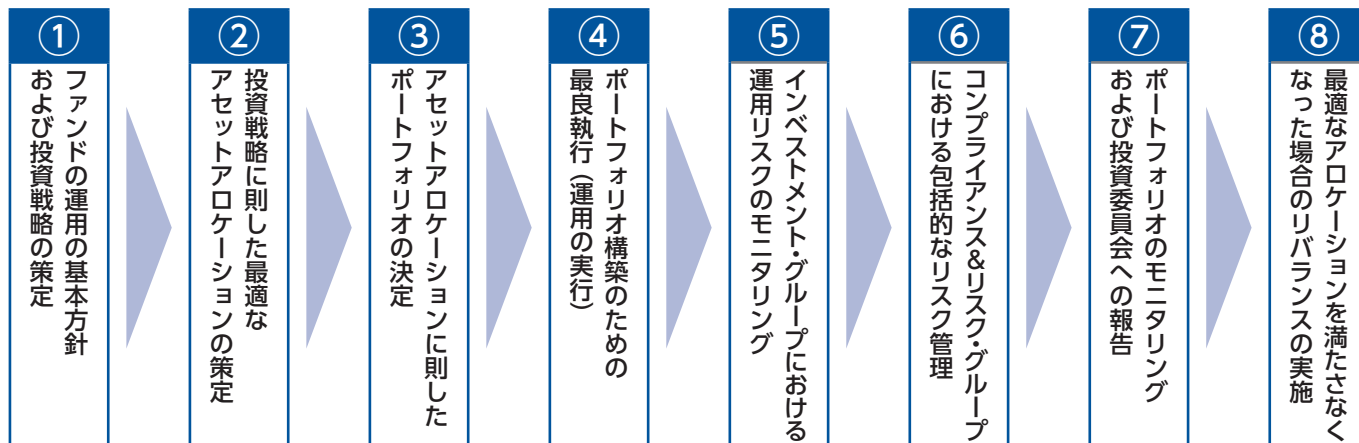 ①
ファンドの運用の基本方針
および投資戦略の策定
②
投資戦略に則した最適な
アセットアロケーションの策定
③
アセットアロケーションに則した
ポートフォリオの決定
④
ポートフォリオ構築のための
最良執行（運用の実行）
⑤
インベストメント・グループにおける
運用リスクのモニタリング
⑥
コンプライアンス&リスク・グループ
における包括的なリスク管理
⑦
ポートフォリオのモニタリング
および投資委員会への報告
⑧
最適なアロケーションを満たさなく
なった場合のリバランスの実施